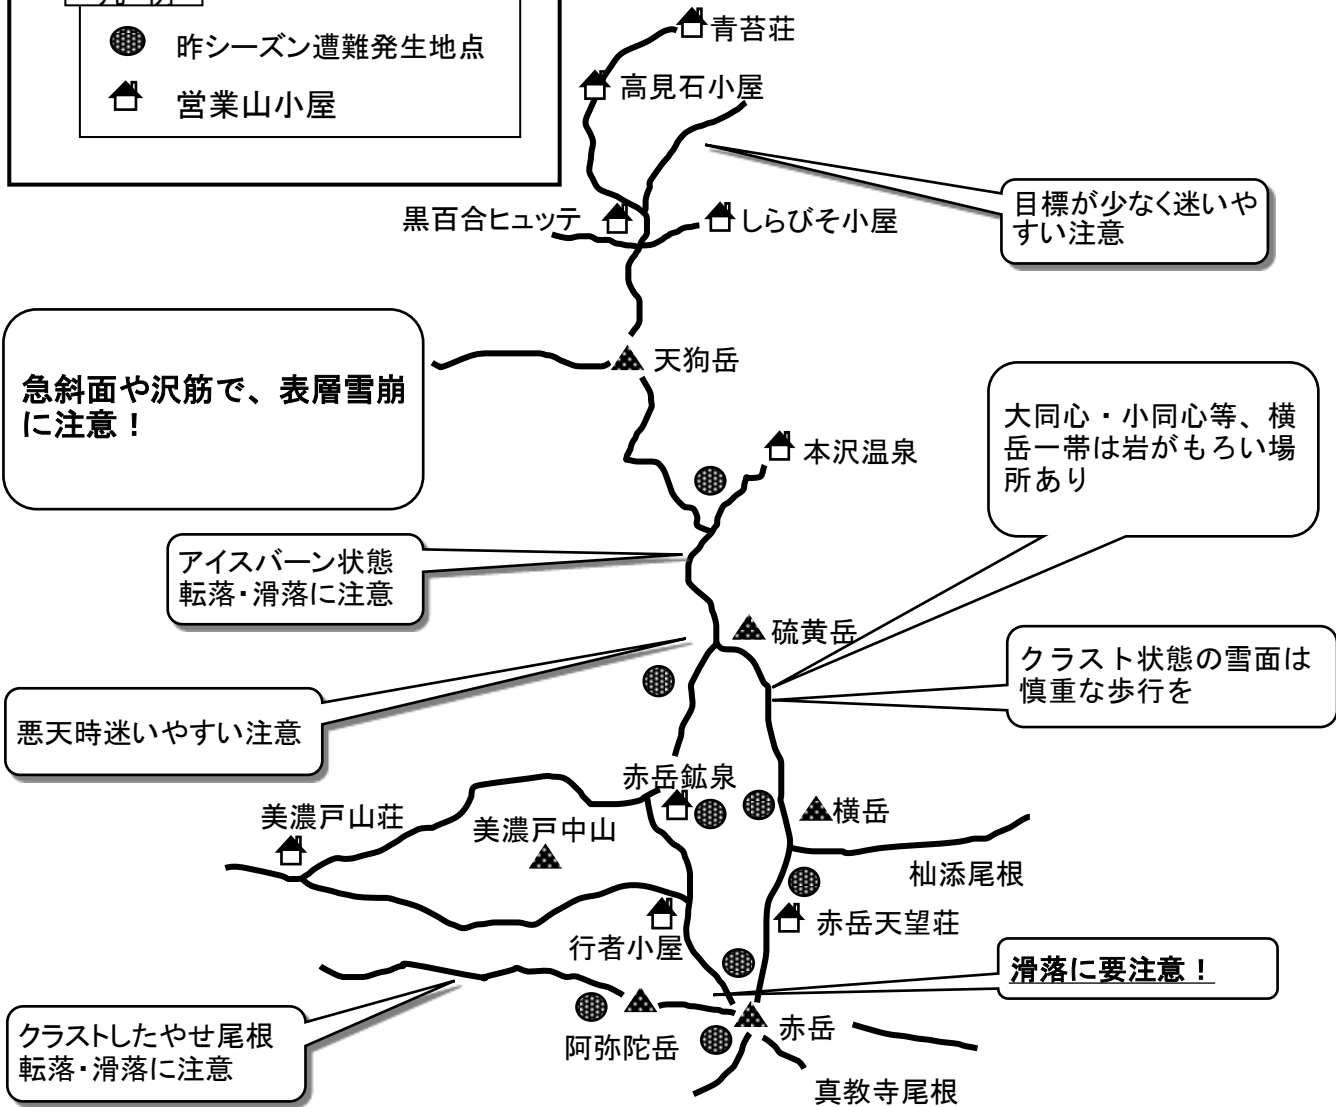 昨シーズン遭難発生地点
営業山小屋
青苔荘
高見石小屋
目標が少なく迷いや
すい注意
黒百合ヒュッテ
しらびそ小屋
天狗岳
急斜面や沢筋で、表層雪崩
に注意！
大同心・小同心等、横
岳一帯は岩がもろい場
所あり
本沢温泉
アイスバーン状態
転落・滑落に注意
硫黄岳
クラスト状態の雪面は
慎重な歩行を
悪天時迷いやすい注意
赤岳鉱泉
美濃戸山荘
美濃戸中山
横岳
杣添尾根
赤岳天望荘
行者小屋
滑落に要注意！
クラストしたやせ尾根
転落・滑落に注意
阿弥陀岳
赤岳
真教寺尾根